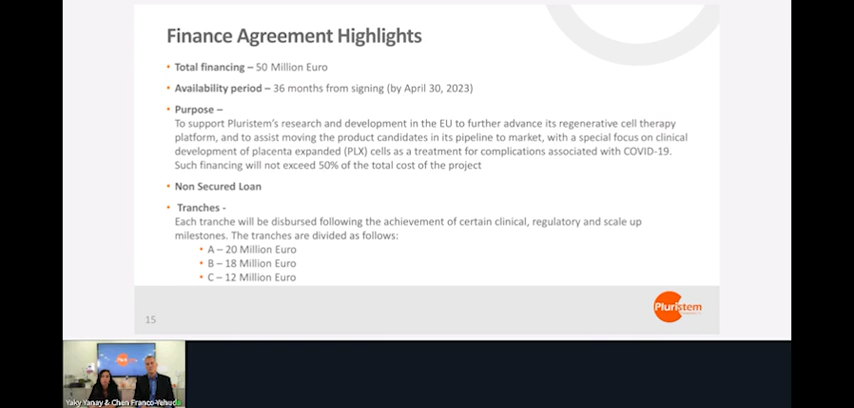 Finance Agreement Highlights
• Total financing – 50 Million Euro
• Availability period – 36 months from signing (by April 30, 2023)
• Purpose –
To support Pluristem's research and development in the EU to further advance its regenerative cell therapy
platform, and to assist moving the product candidates in its pipeline to market, with a special focus on clinical
development of placenta expanded (PLX) cells as a treatment for complications associated with COVID-19.
Such financing will not exceed 50% of the total cost of the project
• Non Secured Loan
• Tranches -
Each tranche will be disbursed following the achievement of certain clinical, regulatory and scale up
milestones. The tranches are divided as follows:
• A – 20 Million Euro
• B – 18 Million Euro
• C – 12 Million Euro
15
Pluristem
Yaky Yanay & Chen Franco-Yehuda